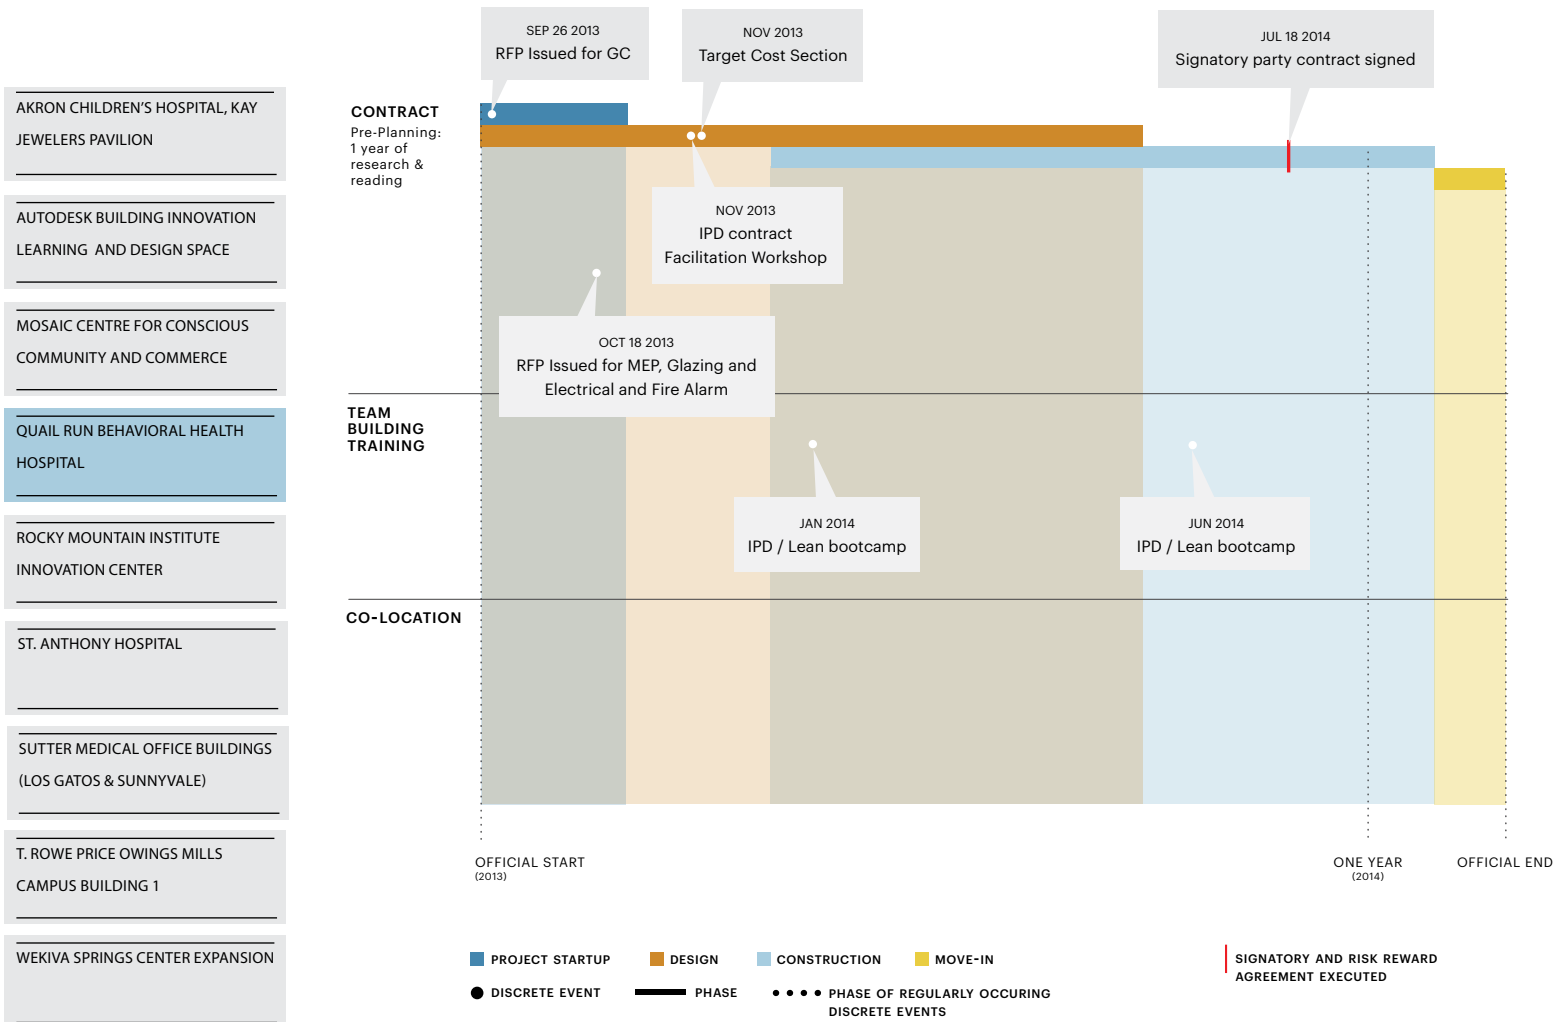 AKRON CHILDREN'S HOSPITAL, KAY
JEWELERS PAVILION
AUTODESK BUILDING INNOVATION
LEARNING AND DESIGN SPACE
MOSAIC CENTRE FOR CONSCIOUS
COMMUNITY AND COMMERCE
QUAIL RUN BEHAVIORAL HEALTH
HOSPITAL
ROCKY MOUNTAIN INSTITUTE
INNOVATION CENTER
ST. ANTHONY HOSPITAL
SUTTER MEDICAL OFFICE BUILDINGS
(LOS GATOS & SUNNYVALE)
T. ROWE PRICE OWINGS MILLS
CAMPUS BUILDING 1
WEKIVA SPRINGS CENTER EXPANSION
SEP 26 2013
RFP Issued for GC
NOV 2013
Target Cost Section
JUL 18 2014
Signatory party contract signed
CONTRACT
Pre-Planning:
1 year of
research &
reading
NOV 2013
IPD contract
Facilitation Workshop
OCT 18 2013
RFP Issued for MEP, Glazing and
Electrical and Fire Alarm
TEAM
BUILDING
TRAINING
JAN 2014
IPD / Lean bootcamp
JUN 2014
IPD / Lean bootcamp
CO-LOCATION
OFFICIAL START
(2013)
ONE YEAR
(2014)
OFFICIAL END
PROJECT STARTUP
DESIGN
CONSTRUCTION
MOVE-IN
DISCRETE EVENT
PHASE
PHASE OF REGULARLY OCCURING
DISCRETE EVENTS
SIGNATORY AND RISK REWARD
AGREEMENT EXECUTED